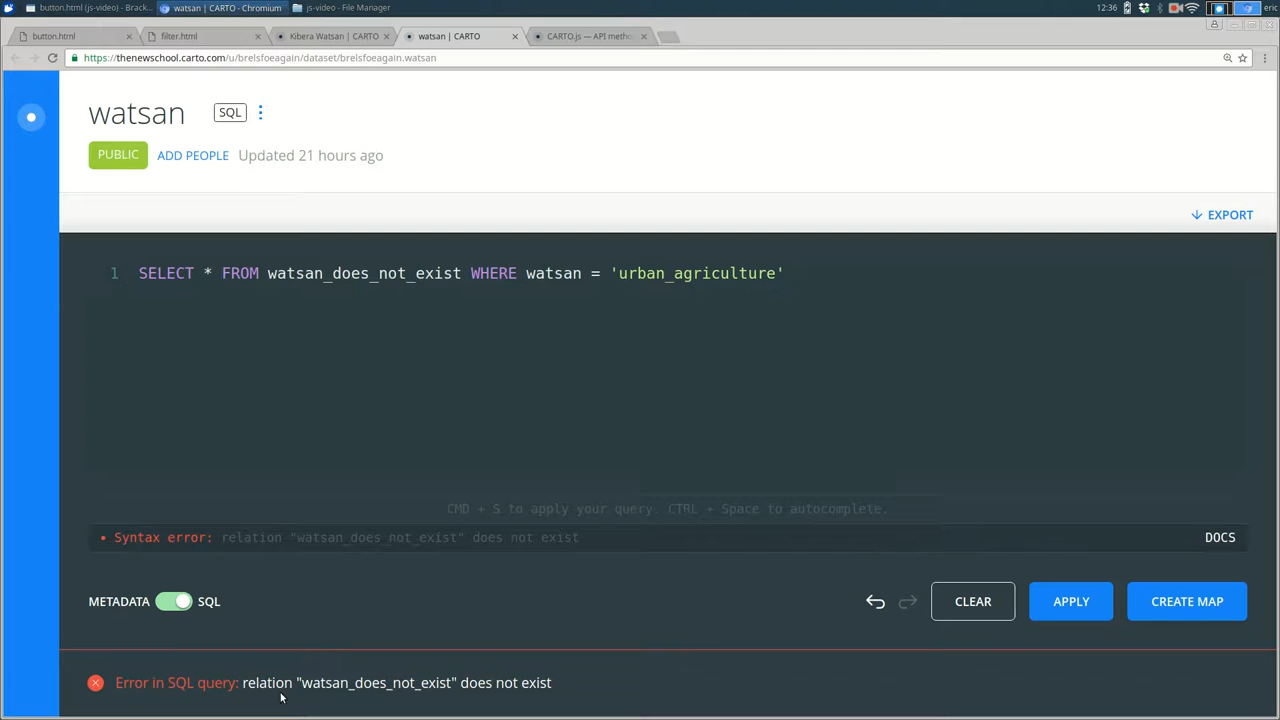 button.html (js-video) - Brack... watsan | CARTO - Chromium js-video - File Manager 12:36 eric
button.html filter.html Kibera Watsan | CARTO watsan | CARTO CARTO.js — API metho
https://thenewschool.carto.com/u/brelsfoeagain/dataset/brelsfoeagain.watsan
watsan SQL
PUBLIC ADD PEOPLE Updated 21 hours ago
EXPORT
1 SELECT * FROM watsan_does_not_exist WHERE watsan = 'urban_agriculture'
CMD + S to apply your query. CTRL + Space to autocomplete.
• Syntax error: relation "watsan_does_not_exist" does not exist DOCS
METADATA SQL CLEAR APPLY CREATE MAP
Error in SQL query: relation "watsan_does_not_exist" does not exist